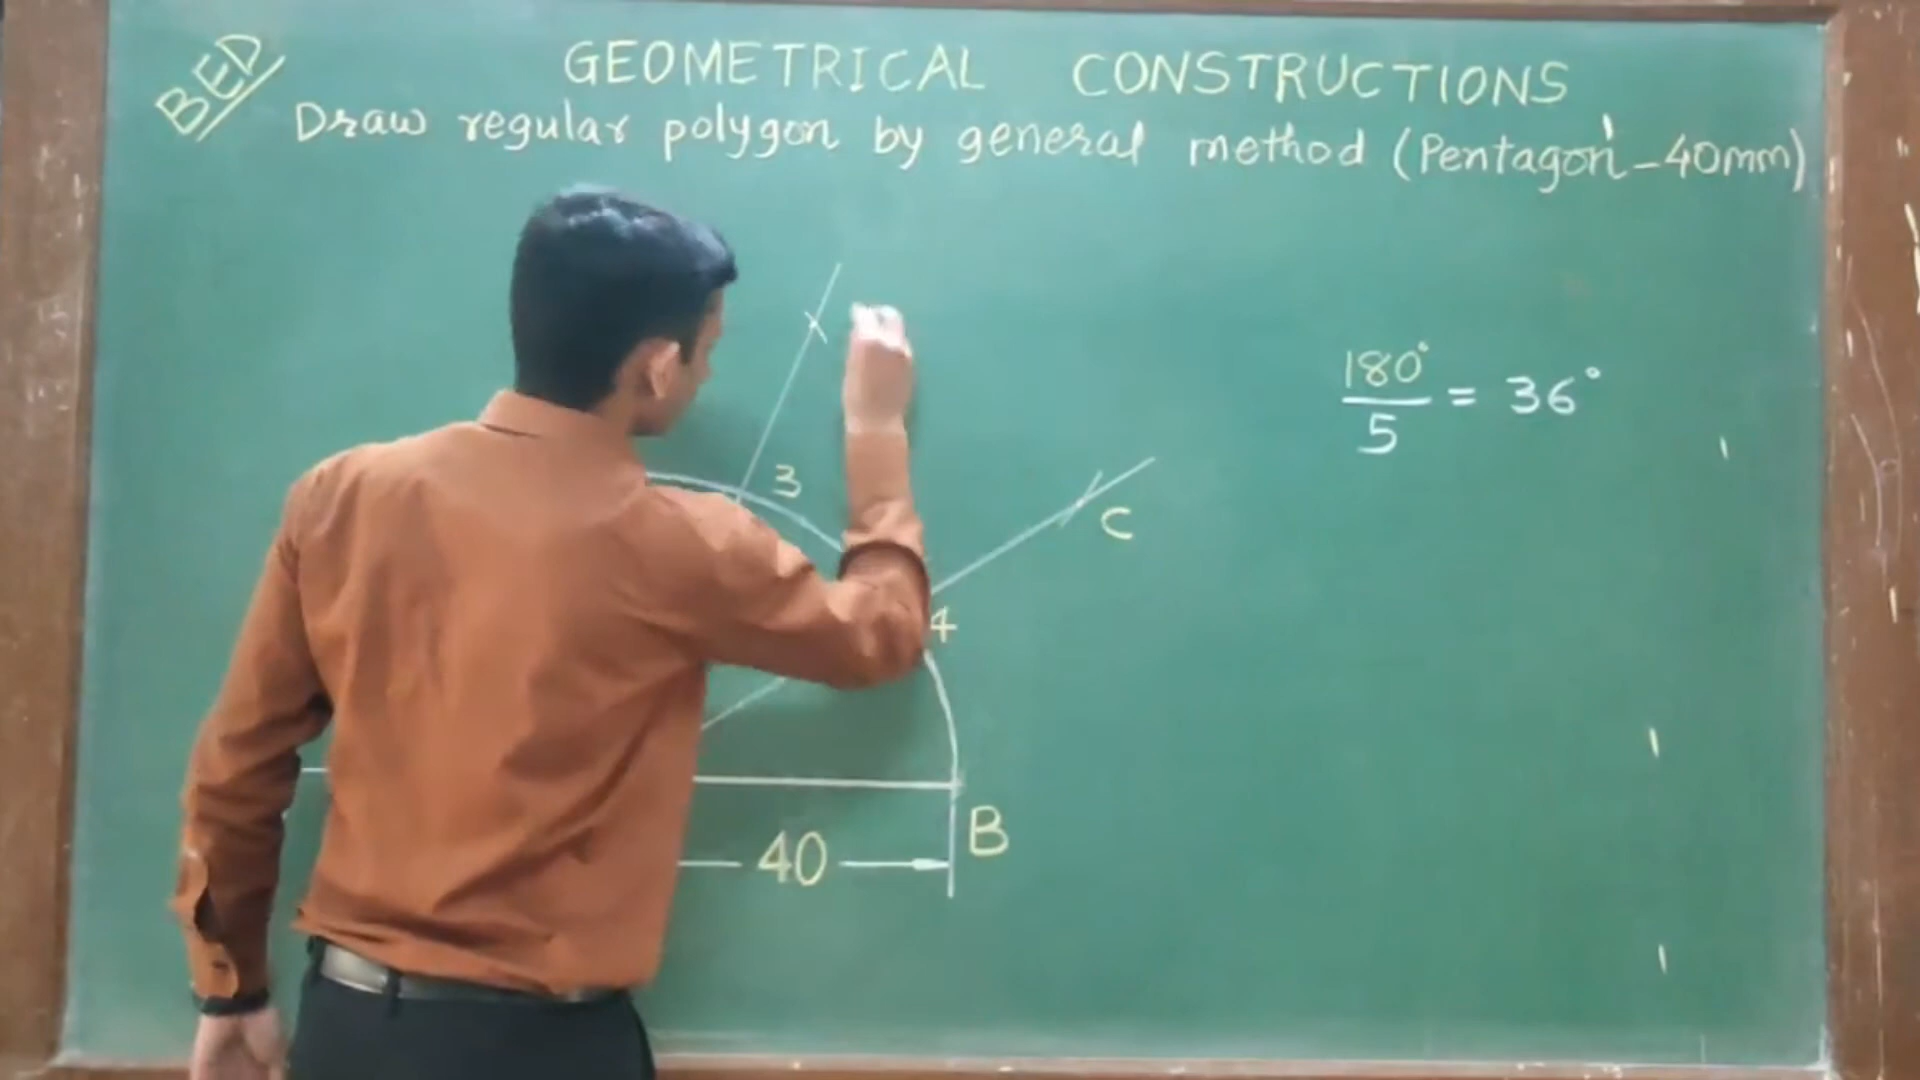 BED
GEOMETRICAL CONSTRUCTIONS
Draw regular polygon by general method (Pentagon-40mm)
180°
5
= 36°
3
C
4
B
40